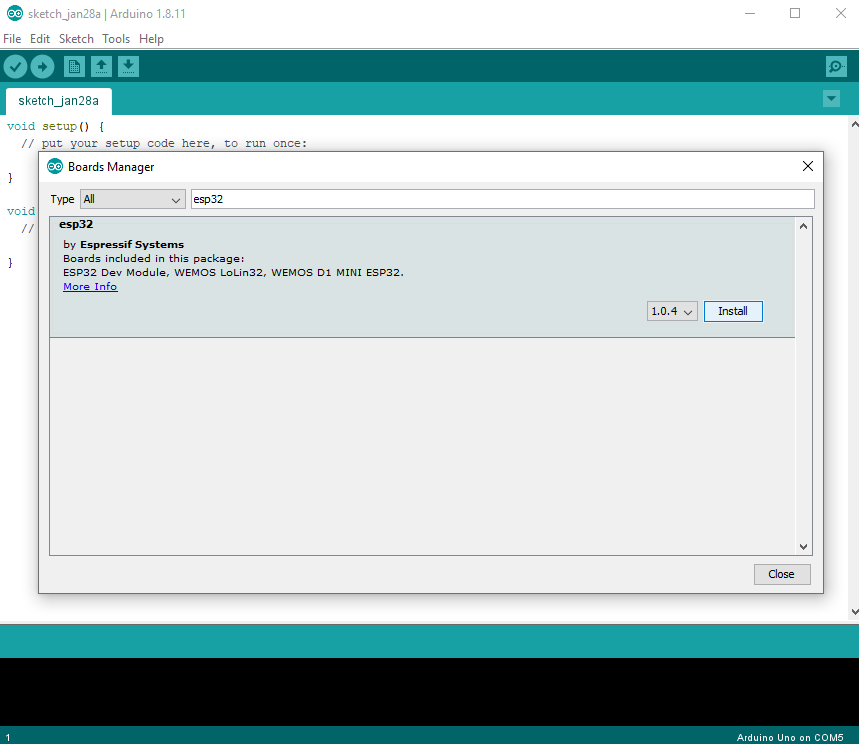 sketch_jan28a | Arduino 1.8.11
File Edit Sketch Tools Help
sketch_jan28a
void setup() {
// put your setup code here, to run once:
}
void
//
}
Boards Manager
Type All esp32
esp32
by Espressif Systems
Boards included in this package:
ESP32 Dev Module, WEMOS LoLin32, WEMOS D1 MINI ESP32.
More Info
1.0.4 Install
Close
1 Arduino Uno on COM5